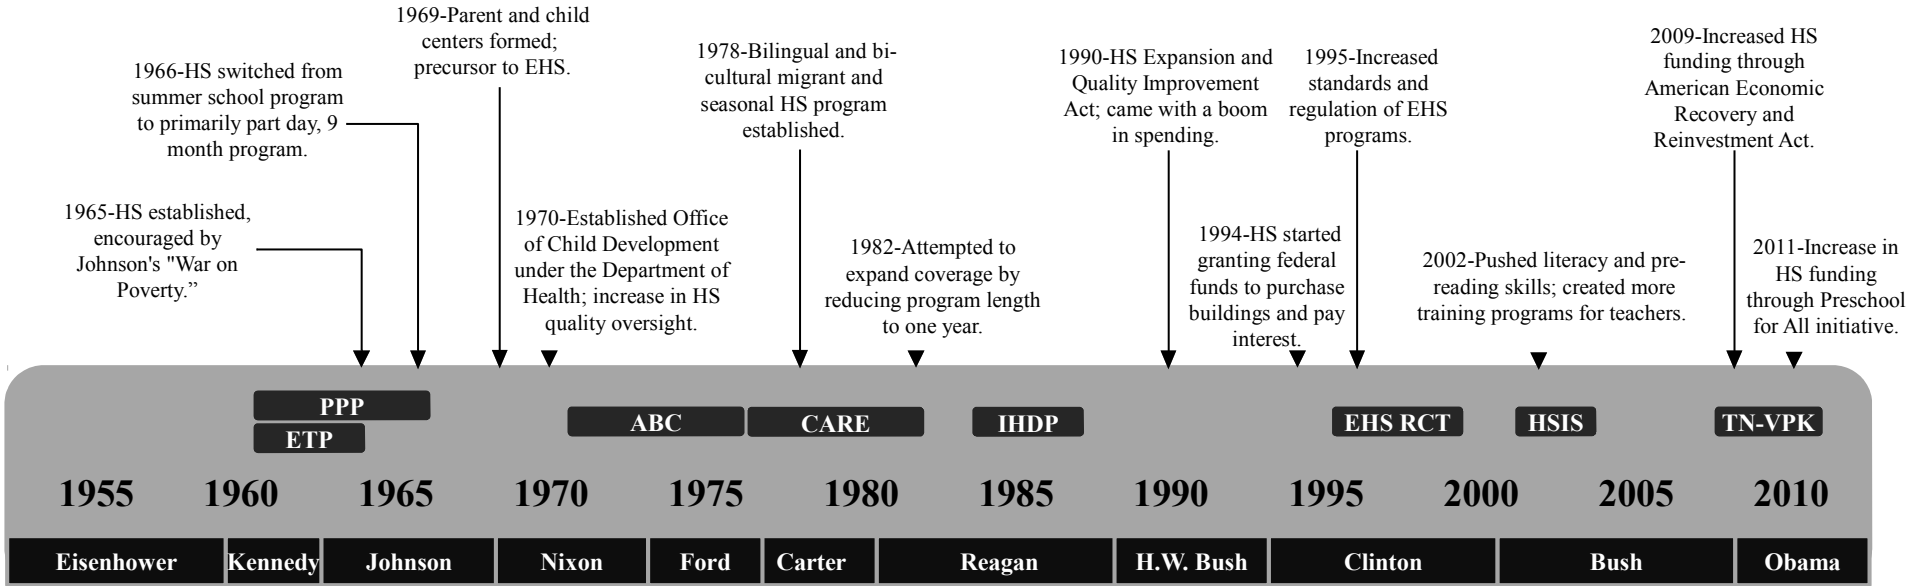 1969-Parent and child
centers formed;
precursor to EHS.
1966-HS switched from
summer school program
to primarily part day, 9
month program.
1965-HS established,
encouraged by
Johnson's "War on
Poverty.”
1970-Established Office
of Child Development
under the Department of
Health; increase in HS
quality oversight.
1978-Bilingual and bi-
cultural migrant and
seasonal HS program
established.
1982-Attempted to
expand coverage by
reducing program length
to one year.
1990-HS Expansion and
Quality Improvement
Act; came with a boom
in spending.
1994-HS started
granting federal
funds to purchase
buildings and pay
interest.
1995-Increased
standards and
regulation of EHS
programs.
2002-Pushed literacy and pre-
reading skills; created more
training programs for teachers.
2009-Increased HS
funding through
American Economic
Recovery and
Reinvestment Act.
2011-Increase in
HS funding
through Preschool
for All initiative.
PPP
ETP
ABC
CARE
IHDP
EHS RCT
HSIS
TN-VPK
1955 1960 1965 1970 1975 1980 1985 1990 1995 2000 2005 2010
Eisenhower Kennedy Johnson Nixon Ford Carter Reagan H.W. Bush Clinton Bush Obama